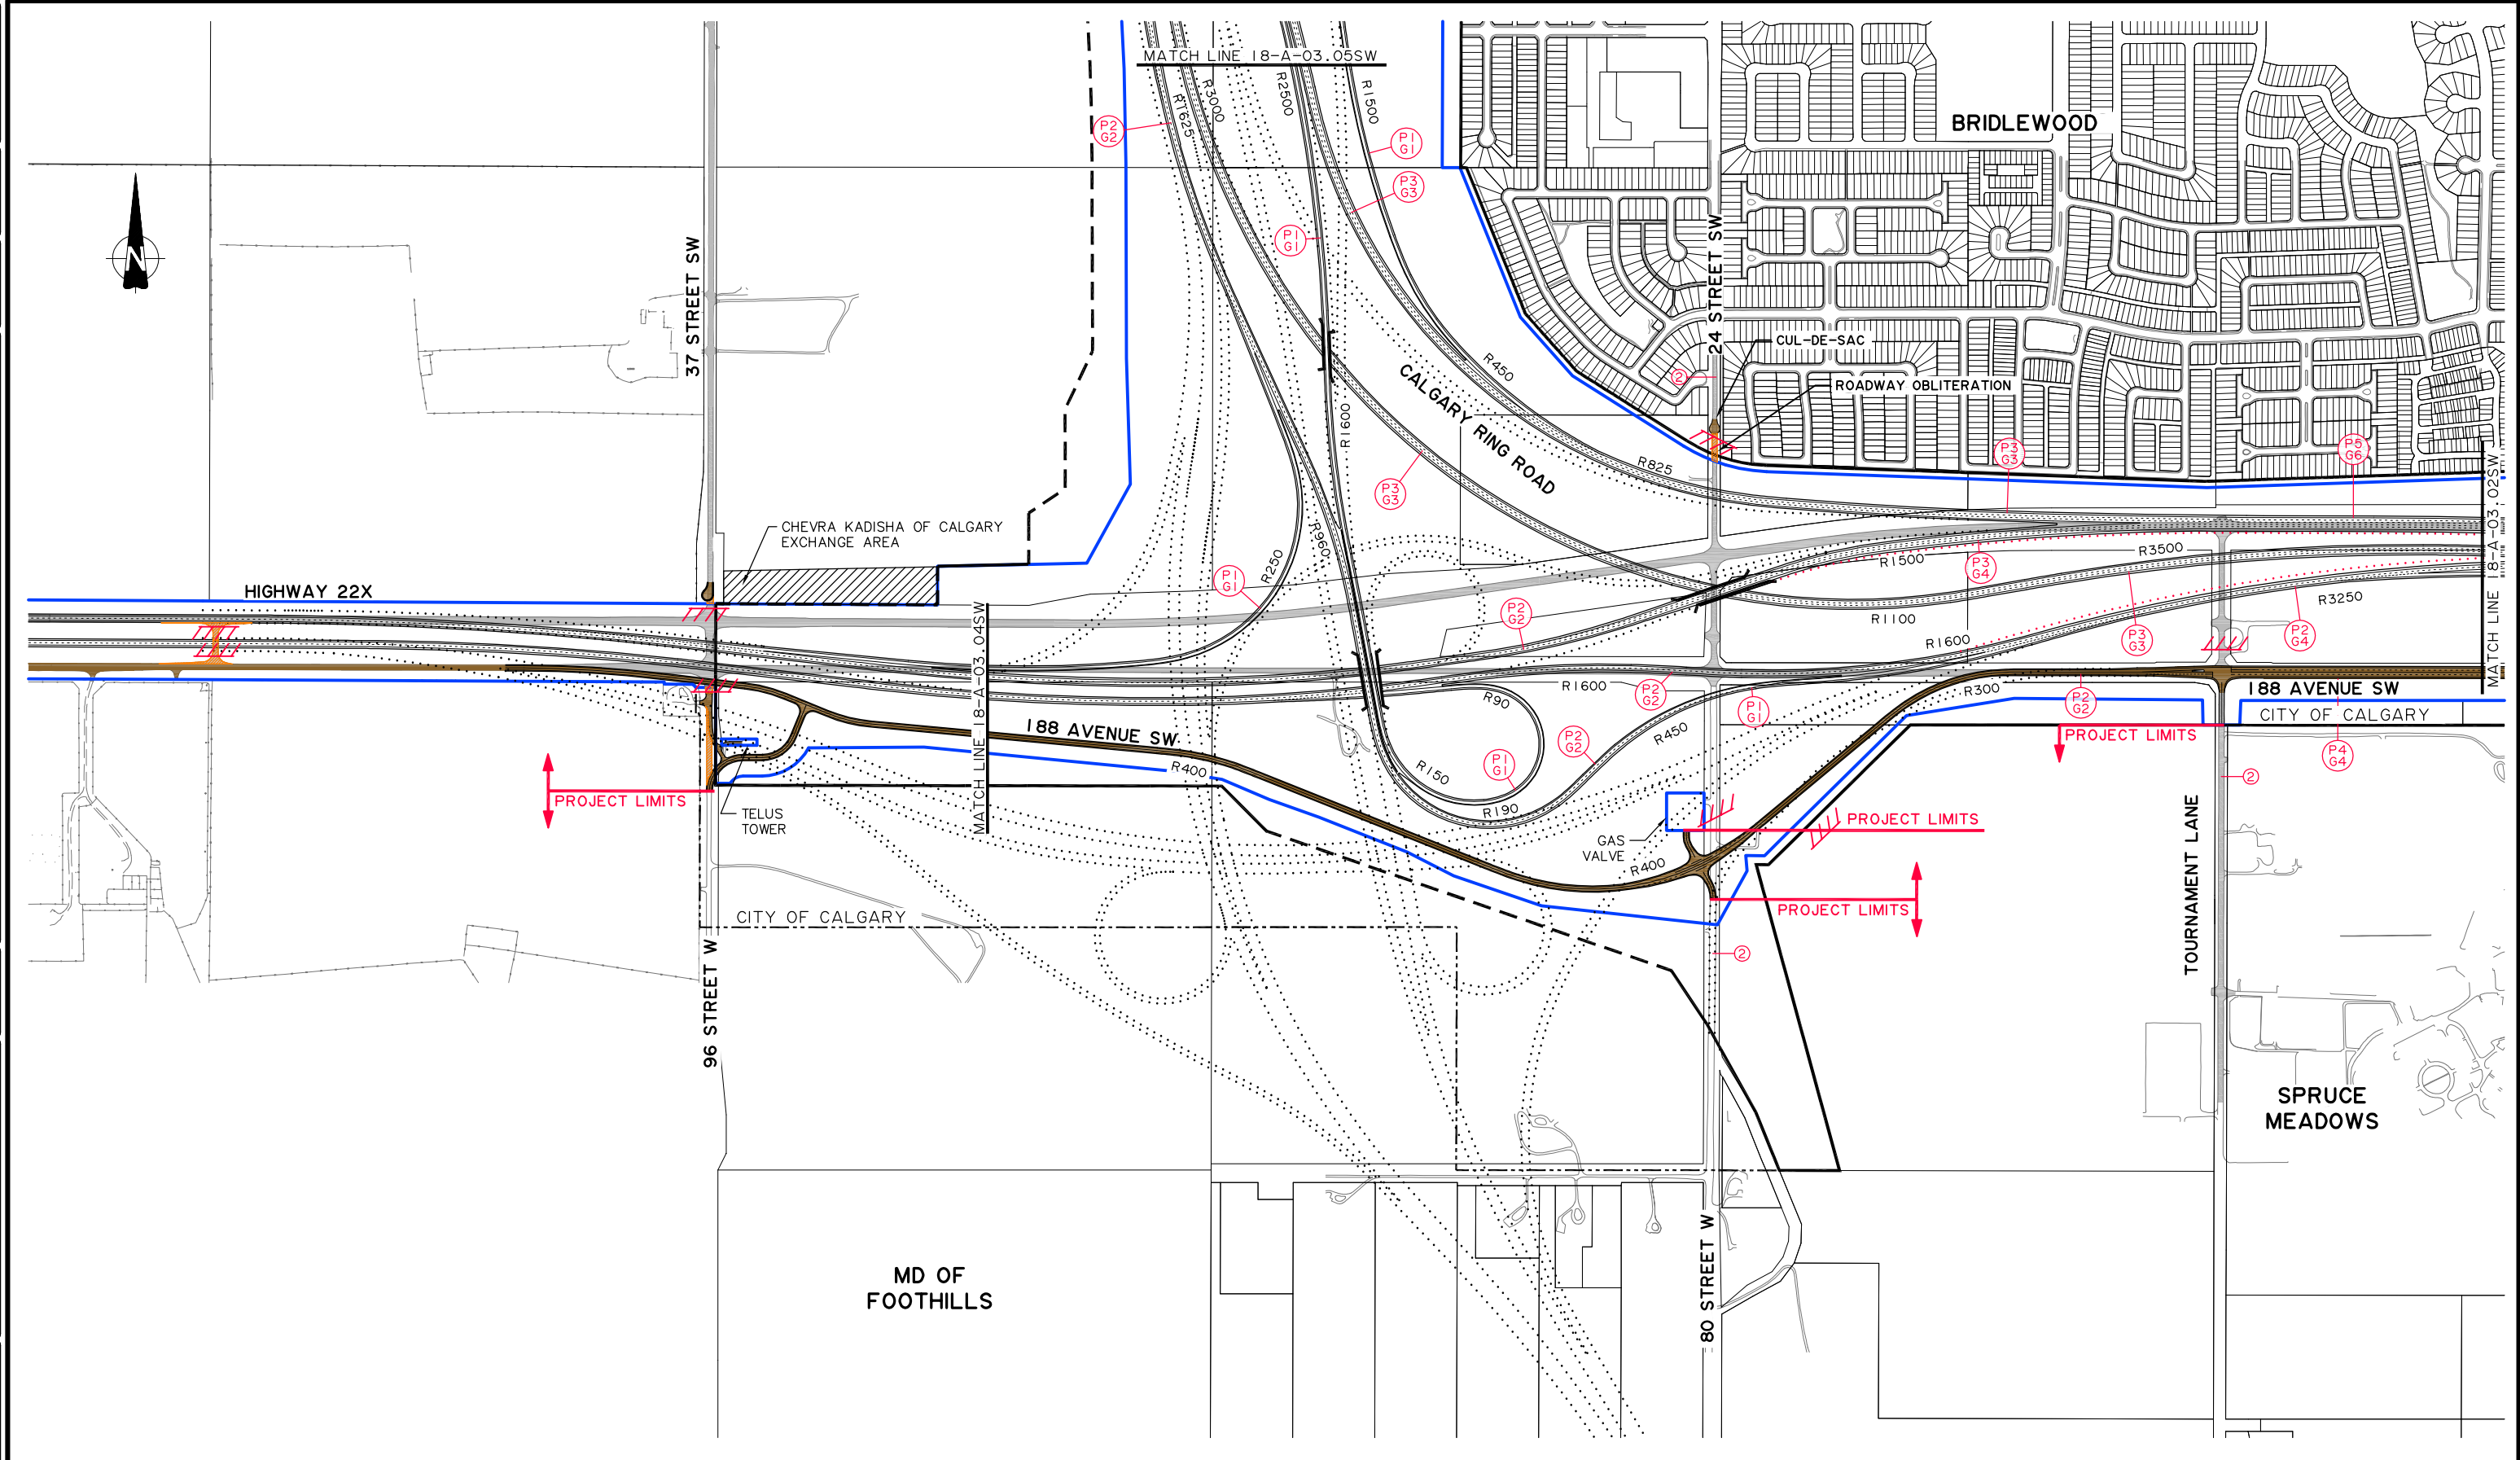 MATCH LINE 18-A-03.05SW
R1625
R3000
R2500
R1500
P2
G2
P1
G1
P3
G3
P1
G1
BRIDLEWOOD
N
37 STREET SW
24 STREET SW
CUL-DE-SAC
ROADWAY OBLITERATION
R450
CALGARY RING ROAD
R1600
R825
P3
G3
P3
G3
P5
G6
MATCH LINE 18-A-03.02SW
CHEVRA KADISHA OF CALGARY
EXCHANGE AREA
HIGHWAY 22X
P1
G1
R250
R960
P2
G2
R1500
P3
G4
R3500
R1100
R3250
R1600
P3
G3
P2
G4
MATCH LINE 18-A-03.04SW
R1600
P2
G2
R90
P1
G1
R300
P2
G2
188 AVENUE SW
CITY OF CALGARY
188 AVENUE SW
R400
R150
P1
G1
P2
G2
R450
R190
PROJECT LIMITS
P4
G4
2
2
PROJECT LIMITS
TELUS
TOWER
GAS
VALVE
PROJECT LIMITS
R400
PROJECT LIMITS
TOURNAMENT LANE
CITY OF CALGARY
2
96 STREET W
SPRUCE
MEADOWS
MD OF
FOOTHILLS
80 STREET W